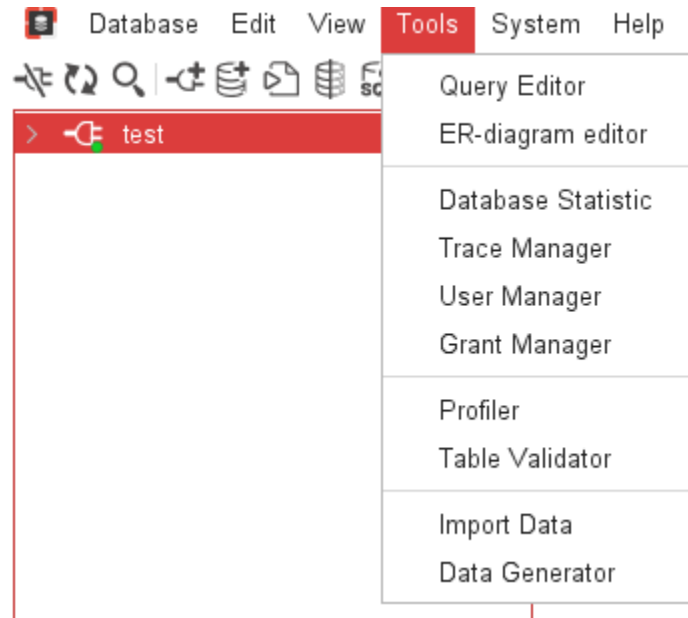 Database Edit View Tools System Help
test
Query Editor
ER-diagram editor
Database Statistic
Trace Manager
User Manager
Grant Manager
Profiler
Table Validator
Import Data
Data Generator